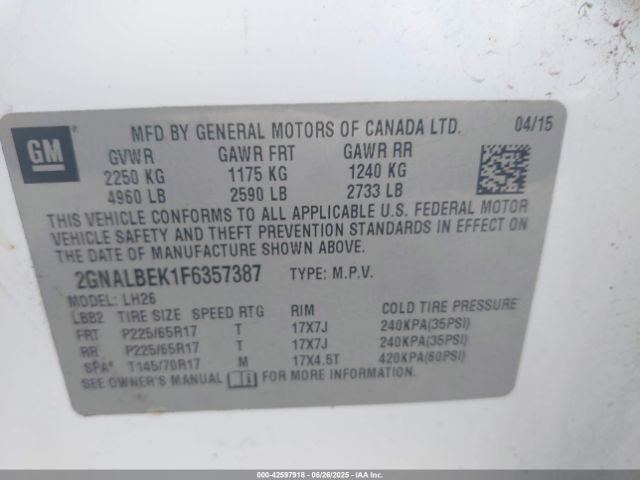 GM
MFD BY GENERAL MOTORS OF CANADA LTD. 04/15
GVWR GAWR FRT GAWR RR
2250 KG 1175 KG 1240 KG
4960 LB 2590 LB 2733 LB
THIS VEHICLE CONFORMS TO ALL APPLICABLE U.S. FEDERAL MOTOR
VEHICLE SAFETY AND THEFT PREVENTION STANDARDS IN EFFECT ON
THE DATE OF MANUFACTURE SHOWN ABOVE.
2GNALBEK1F6357387 TYPE: M.P.V.
MODEL: LH26
LBB2 TIRE SIZE SPEED RTG RIM COLD TIRE PRESSURE
FRT P225/65R17 T 17X7J 240KPA(35PSI)
RR P225/65R17 T 17X7J 240KPA(35PSI)
SPA* T145/70R17 M 17X4.5T 420KPA(60PSI)
SEE OWNER'S MANUAL FOR MORE INFORMATION.
000-42597918 - 06/26/2025 - IAAI.com